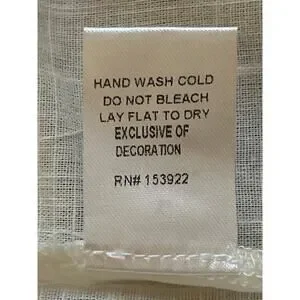 HAND WASH COLD
DO NOT BLEACH
LAY FLAT TO DRY
EXCLUSIVE OF
DECORATION
RN# 153922